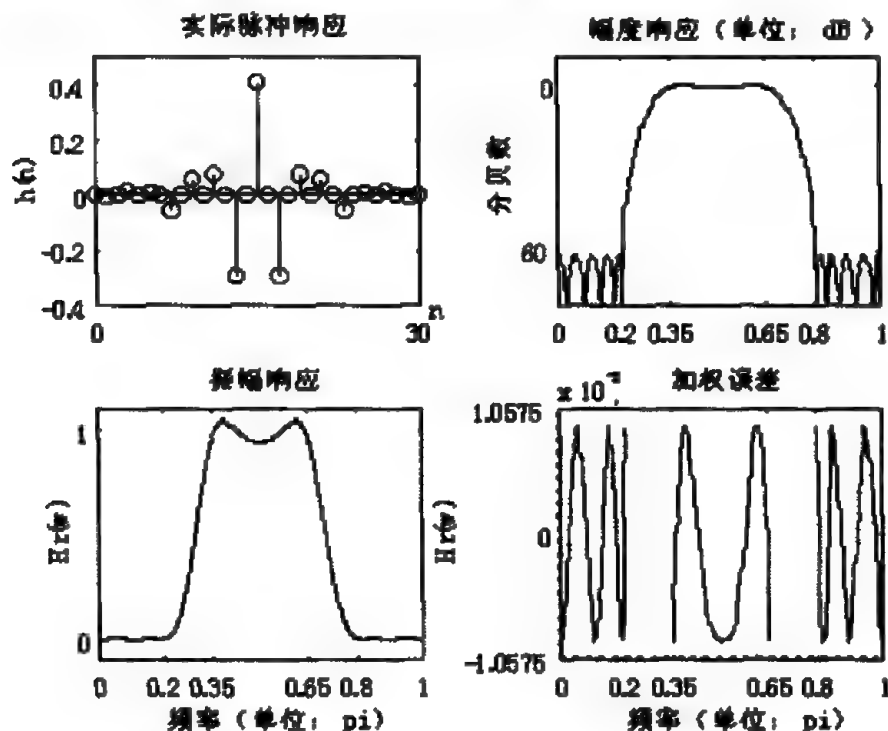 实际脉冲响应
0.4
0.2
0
-0.2
-0.4
h(n)
n
0 30
幅度响应（单位：dB）
0
60
分贝数
0 0.2 0.35 0.65 0.8 1
振幅响应
1
0
Hr(w)
0 0.2 0.35 0.65 0.8 1
频率（单位：pi）
加权误差
x 10
1.0575
0
-1.0575
Hr(w)
0 0.2 0.35 0.65 0.8 1
频率（单位：pi）